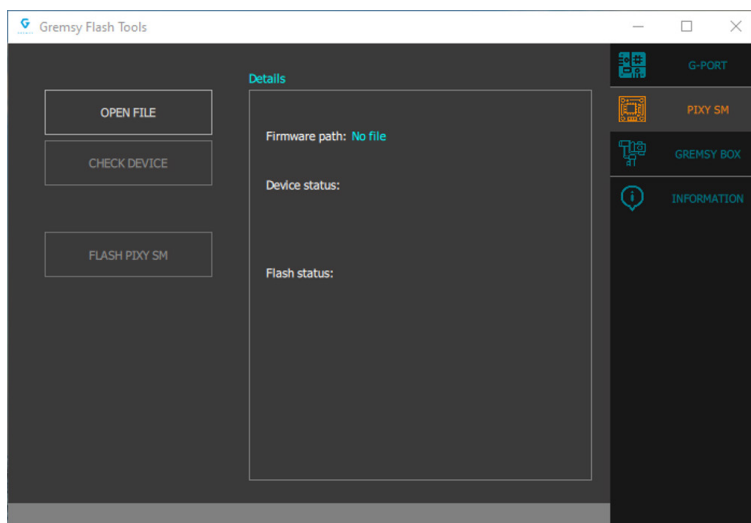 Gremsy Flash Tools
Details
OPEN FILE
CHECK DEVICE
FLASH PIXY SM
Firmware path: No file
Device status:
Flash status:
G-PORT
PIXY SM
GREMSY BOX
INFORMATION